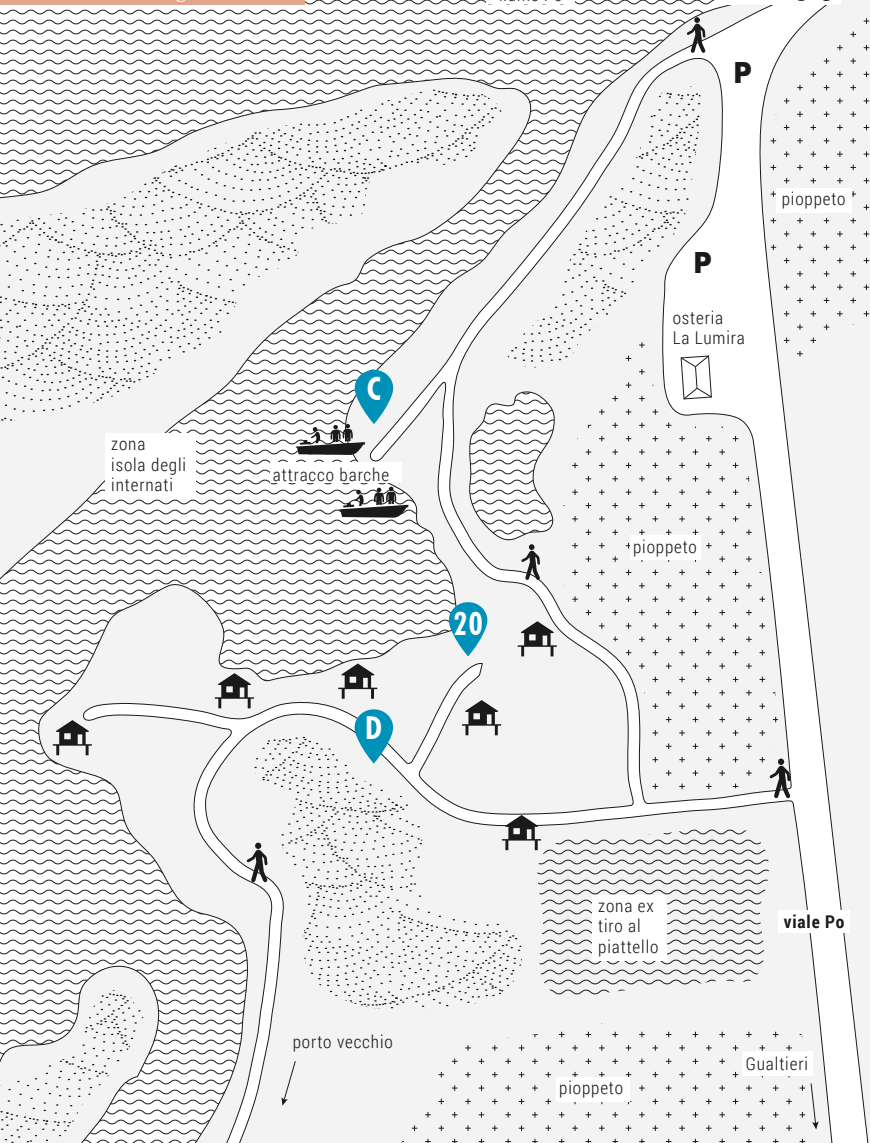 P
pioppeto
P
osteria
La Lumira
C
zona
isola degli
internati
attracco barche
pioppeto
20
D
zona ex
tiro al
piattello
viale Po
porto vecchio
Gualtieri
pioppeto